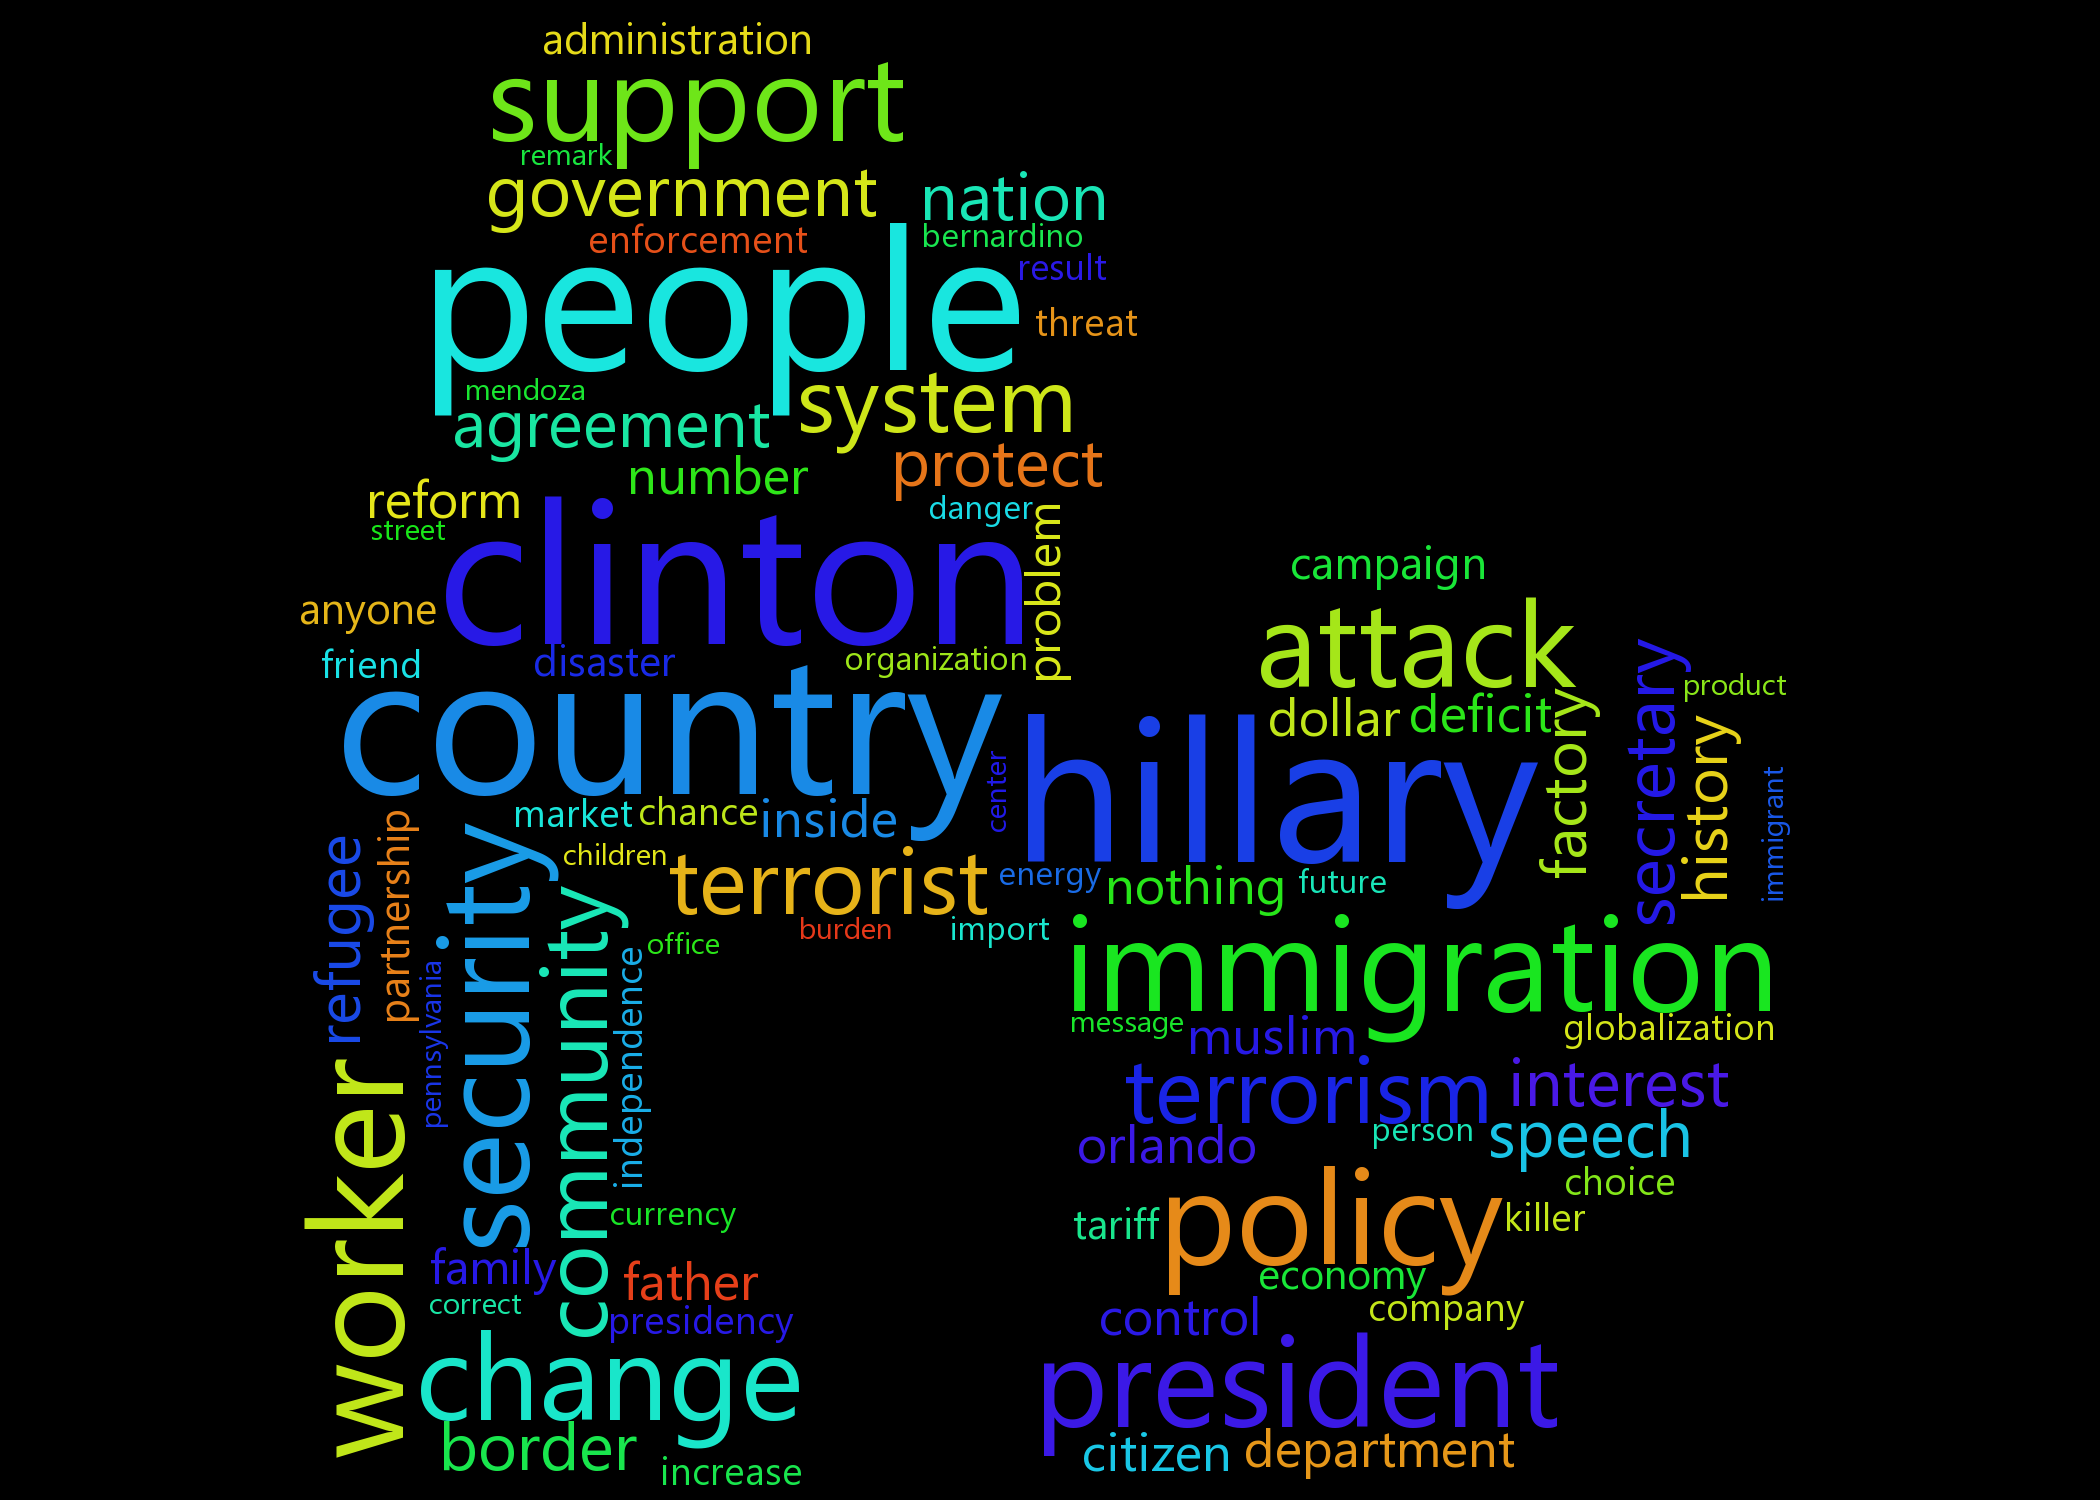 administration
support
remark
government
nation
enforcement
bernardino
people
result
threat
mendoza
system
agreement
protect
number
reform
danger
street
clinton
problem
campaign
anyone
attack
friend
disaster
organization
secretary
product
country
hillary
dollar
deficit
factory
history
immigrant
center
market
chance
inside
children
terrorist
energy
nothing
future
refugee
partnership
security
community
burden
import
office
immigration
independence
pennsylvania
message
muslim
globalization
worker
terrorism
interest
orlando
person
speech
policy
choice
currency
tariff
killer
family
father
economy
correct
presidency
control
company
change
president
border
increase
citizen
department